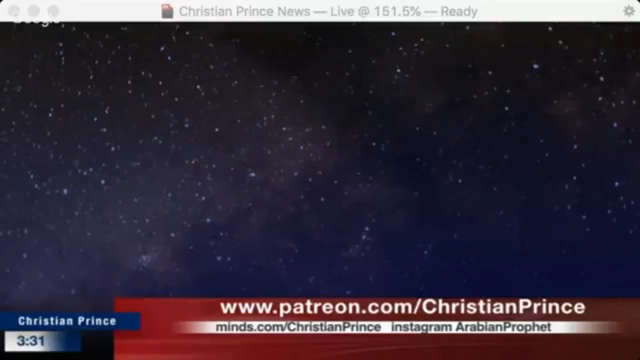 Christian Prince News — Live @ 151.5% — Ready
Google
www.patreon.com/ChristianPrince
Christian Prince
minds.com/ChristianPrince instagram ArabianProphet
3:31